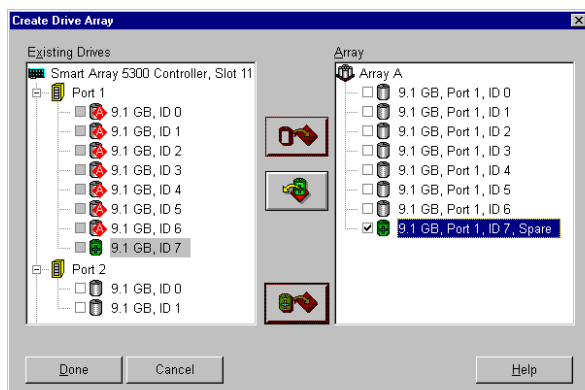 Create Drive Array
Existing Drives
Smart Array 5300 Controller, Slot 11
Port 1
9.1 GB, ID 0
9.1 GB, ID 1
9.1 GB, ID 2
9.1 GB, ID 3
9.1 GB, ID 4
9.1 GB, ID 5
9.1 GB, ID 6
9.1 GB, ID 7
Port 2
9.1 GB, ID 0
9.1 GB, ID 1
Array
Array A
9.1 GB, Port 1, ID 0
9.1 GB, Port 1, ID 1
9.1 GB, Port 1, ID 2
9.1 GB, Port 1, ID 3
9.1 GB, Port 1, ID 4
9.1 GB, Port 1, ID 5
9.1 GB, Port 1, ID 6
9.1 GB, Port 1, ID 7, Spare
Done
Cancel
Help